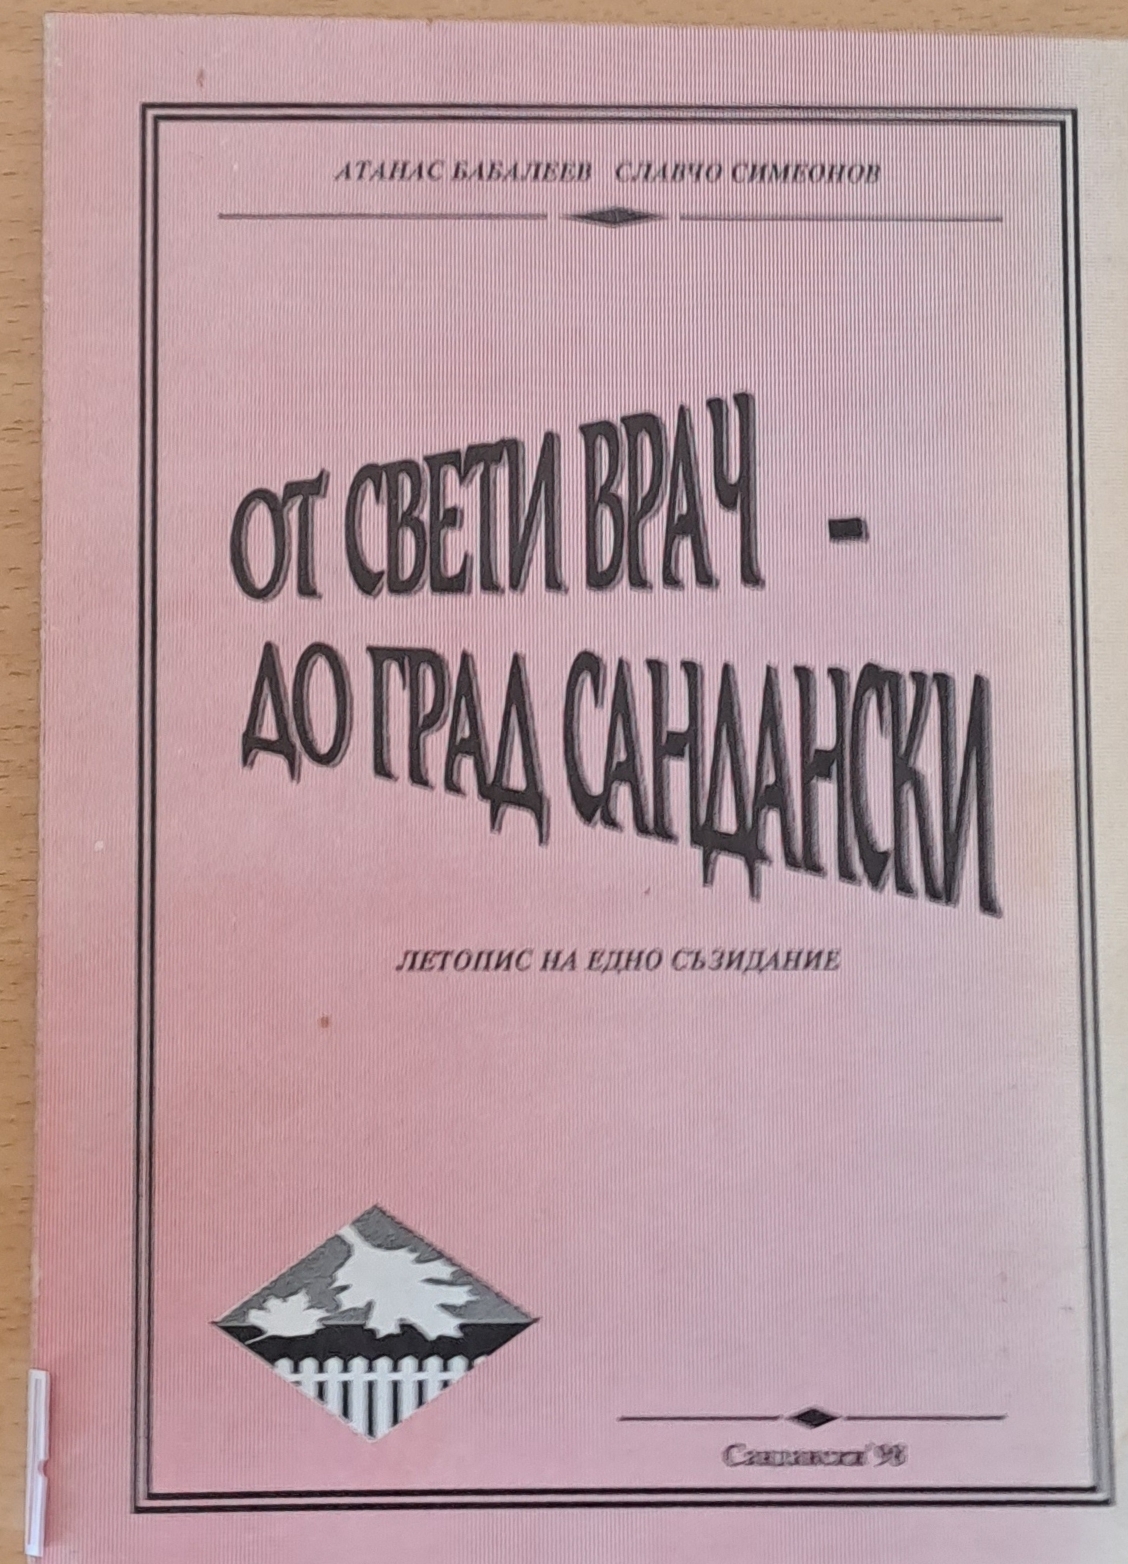 АТАНАС БАБАЛЕЕВ СЛАВЧО СИМЕОНОВ
ОТ СВЕТИ ВРАЧ -
ДО ГРАД САНДАНСКИ
ЛЕТОПИС НА ЕДНО СЪЗИДАНИЕ
Сандански' 98